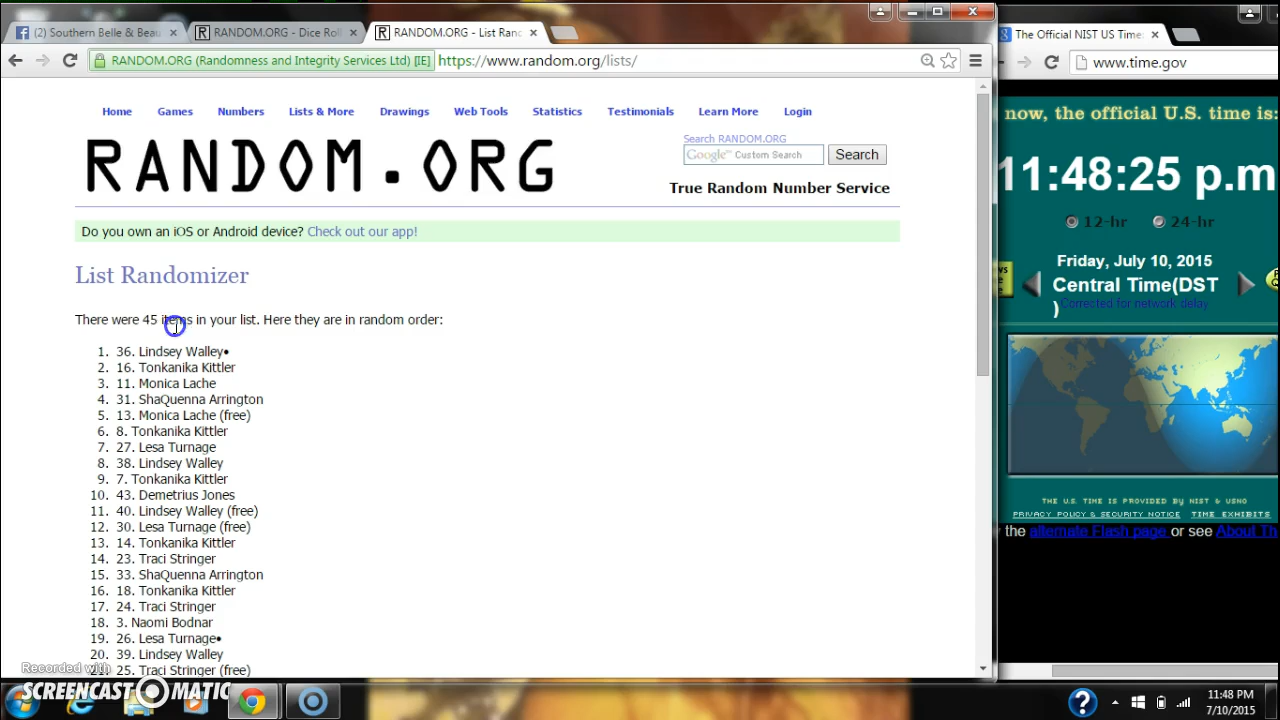 (2) Southern Belle & Beau
RANDOM.ORG - Dice Roll
RANDOM.ORG - List Rand
RANDOM.ORG (Randomness and Integrity Services Ltd) [IE]
https://www.random.org/lists/
Home Games Numbers Lists & More Drawings Web Tools Statistics Testimonials Learn More Login
RANDOM.ORG
Search RANDOM.ORG
Google™ Custom Search
Search
True Random Number Service
Do you own an iOS or Android device? Check out our app!
List Randomizer
There were 45 items in your list. Here they are in random order:
1. 36. Lindsey Walley•
2. 16. Tonkanika Kittler
3. 11. Monica Lache
4. 31. ShaQuenna Arrington
5. 13. Monica Lache (free)
6. 8. Tonkanika Kittler
7. 27. Lesa Turnage
8. 38. Lindsey Walley
9. 7. Tonkanika Kittler
10. 43. Demetrius Jones
11. 40. Lindsey Walley (free)
12. 30. Lesa Turnage (free)
13. 14. Tonkanika Kittler
14. 23. Traci Stringer
15. 33. ShaQuenna Arrington
16. 18. Tonkanika Kittler
17. 24. Traci Stringer
18. 3. Naomi Bodnar
19. 26. Lesa Turnage•
20. 39. Lindsey Walley
21. 25. Traci Stringer (free)
The Official NIST US Time:
www.time.gov
now, the official U.S. time is:
11:48:25 p.m
12-hr 24-hr
Friday, July 10, 2015
Central Time(DST
)
Corrected for network delay
THE U.S. TIME IS PROVIDED BY NIST & USNO
PRIVACY POLICY & SECURITY NOTICE TIME EXHIBITS
the alternate Flash page or see About Th
Recorded with
SCREENCAST-O-MATIC
11:48 PM
7/10/2015